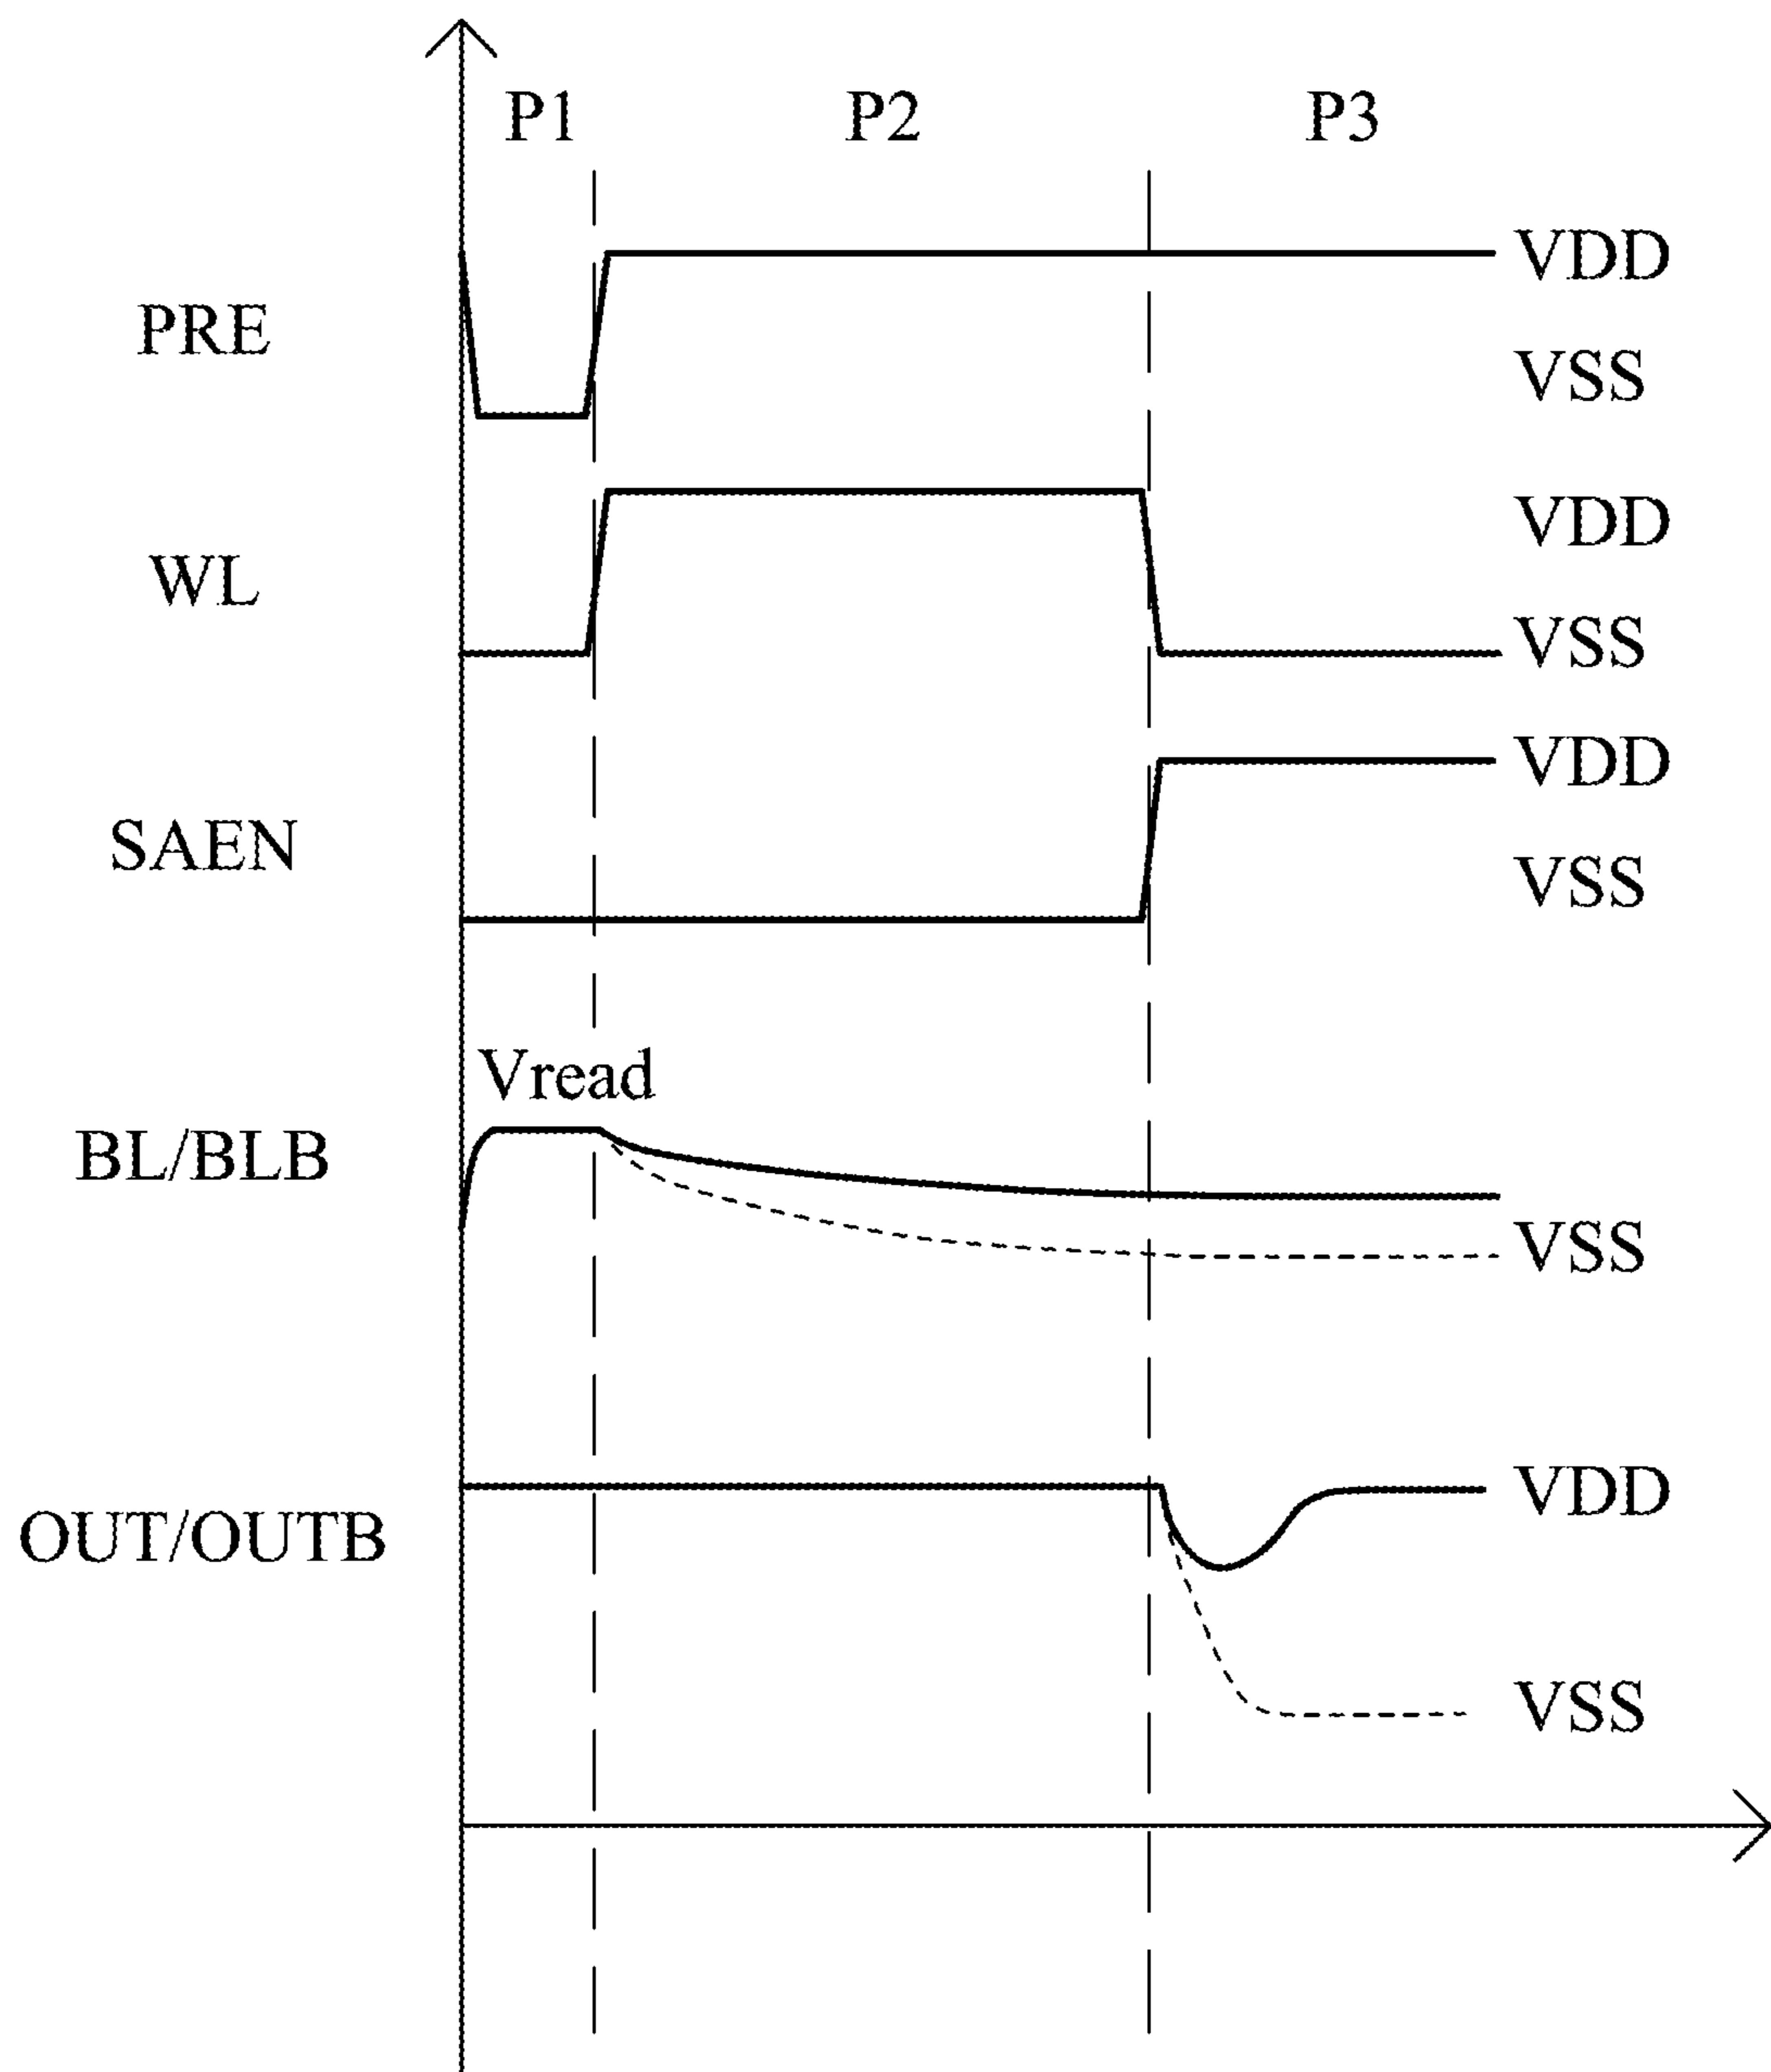 P1 P2 P3
VDD
PRE
VSS
VDD
WL
VSS
VDD
SAEN
VSS
Vread
BL/BLB
VSS
VDD
OUT/OUTB
VSS